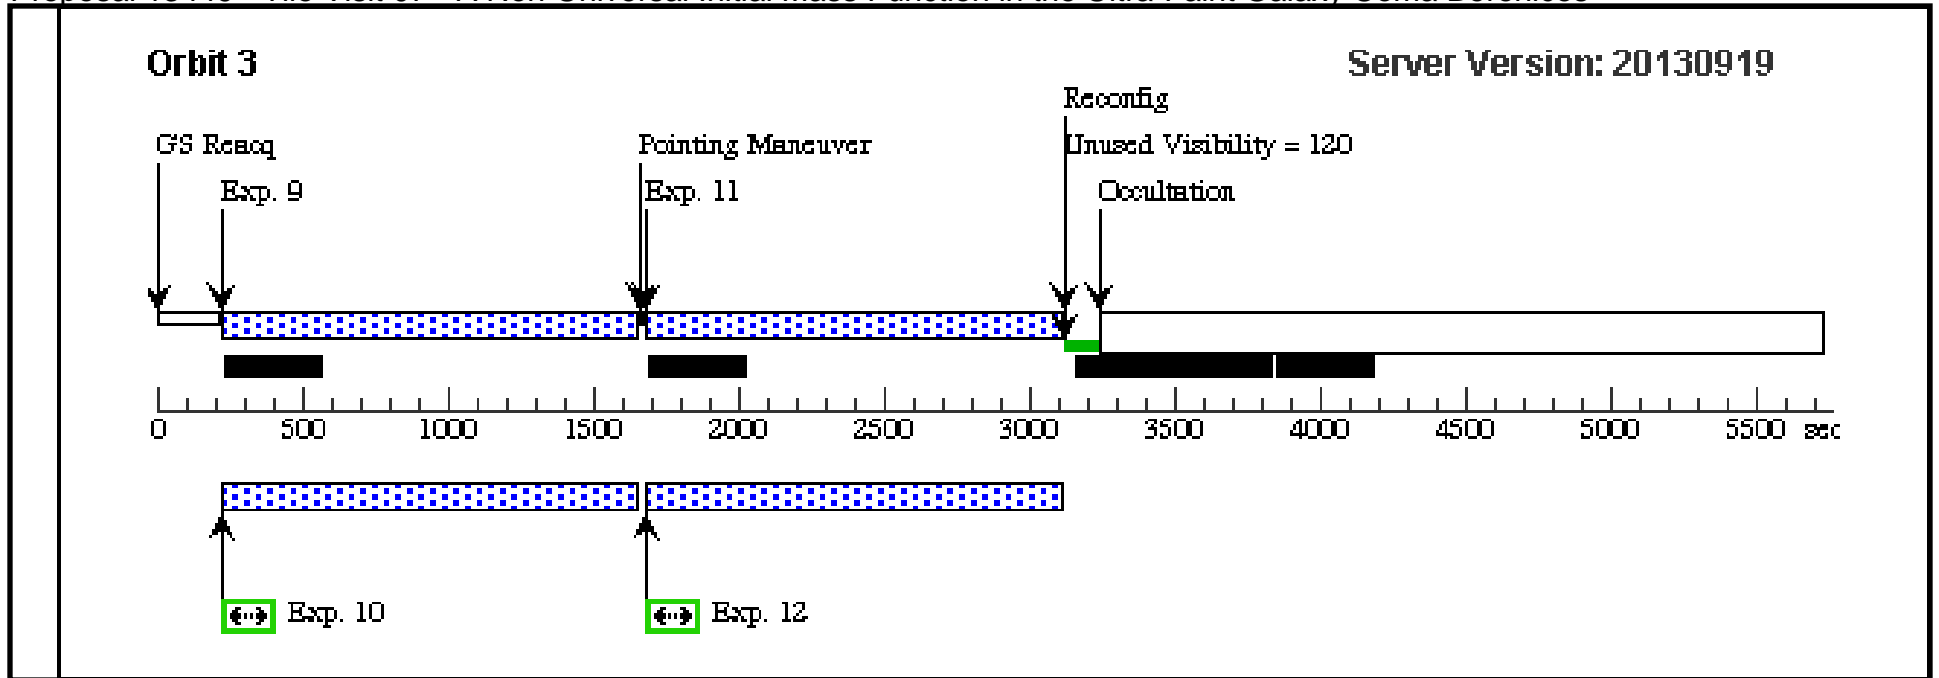 Orbit 3
Server Version: 20130919
Reconfig
GS Reacq
Pointing Maneuver
Unused Visibility = 120
Exp. 9
Exp. 11
Occultation
0 500 1000 1500 2000 2500 3000 3500 4000 4500 5000 5500 sec
Exp. 10
Exp. 12